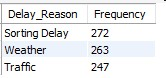 Delay_Reason Frequency
Sorting Delay 272
Weather 263
Traffic 247